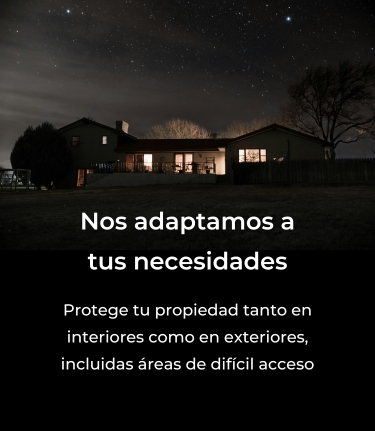 Nos adaptamos a
tus necesidades
Protege tu propiedad tanto en
interiores como en exteriores,
incluidas áreas de difícil acceso